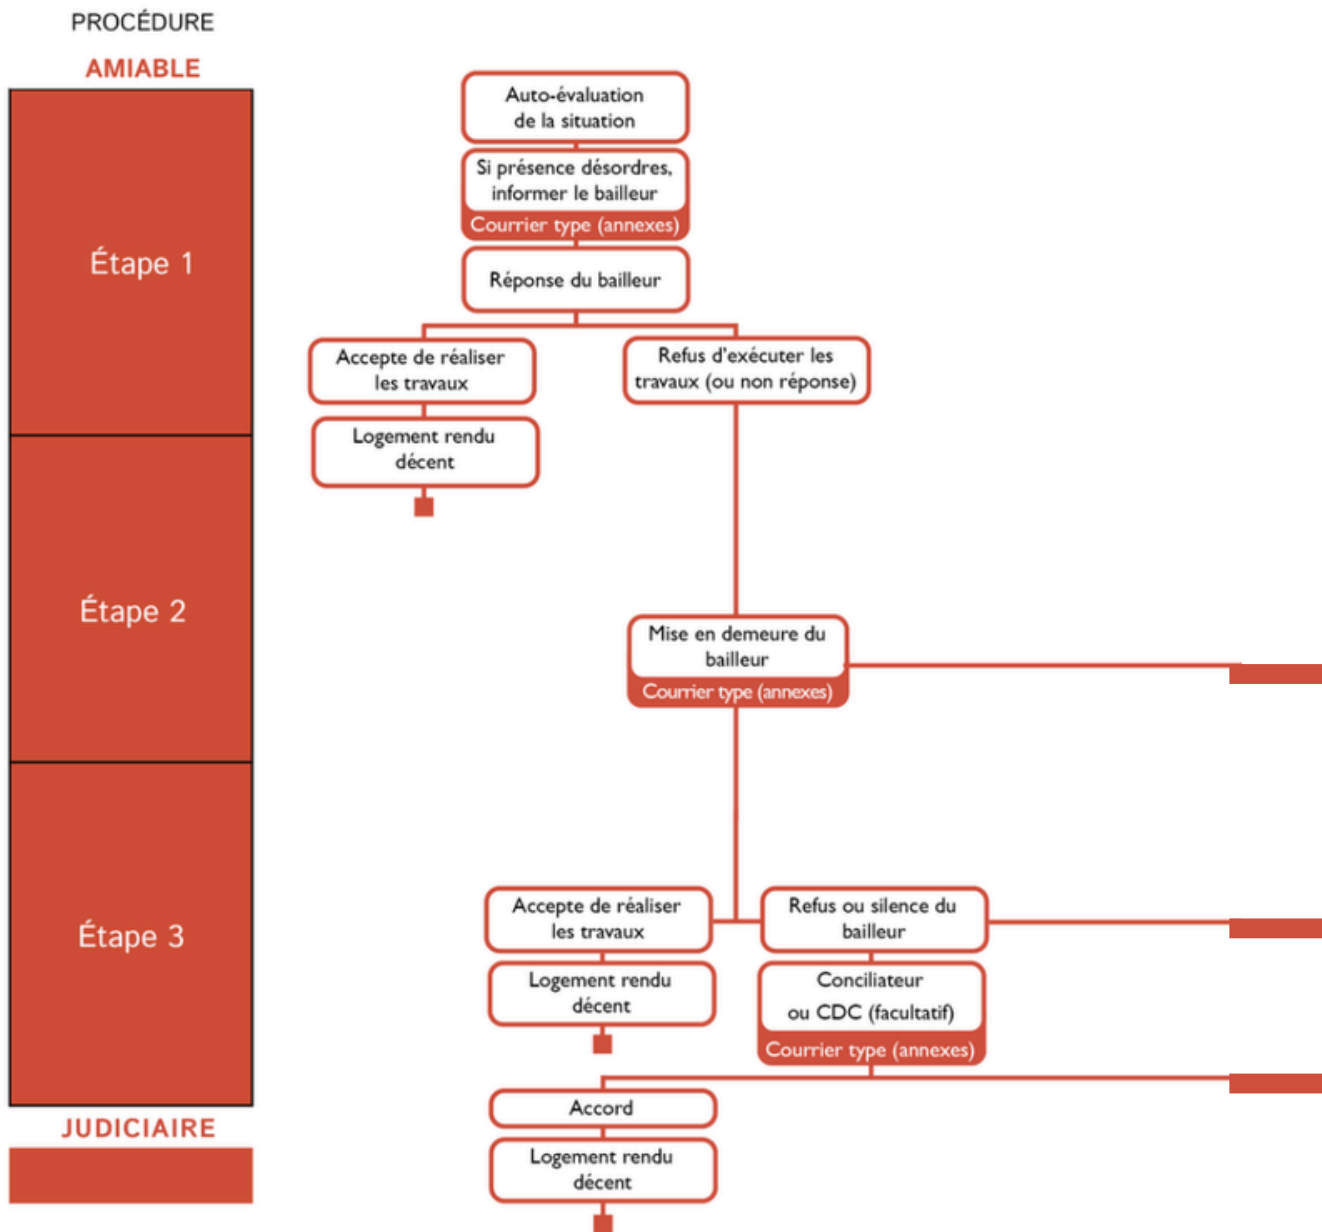 PROCÉDURE
AMIABLE
Étape 1
Auto-évaluation
de la situation
Si présence désordres,
informer le bailleur
Courrier type (annexes)
Réponse du bailleur
Accepte de réaliser
les travaux
Refus d'exécuter les
travaux (ou non réponse)
Logement rendu
décent
Étape 2
Mise en demeure du
bailleur
Courrier type (annexes)
Étape 3
Accepte de réaliser
les travaux
Refus ou silence du
bailleur
Logement rendu
décent
Conciliateur
ou CDC (facultatif)
Courrier type (annexes)
Accord
Logement rendu
décent
JUDICIAIRE